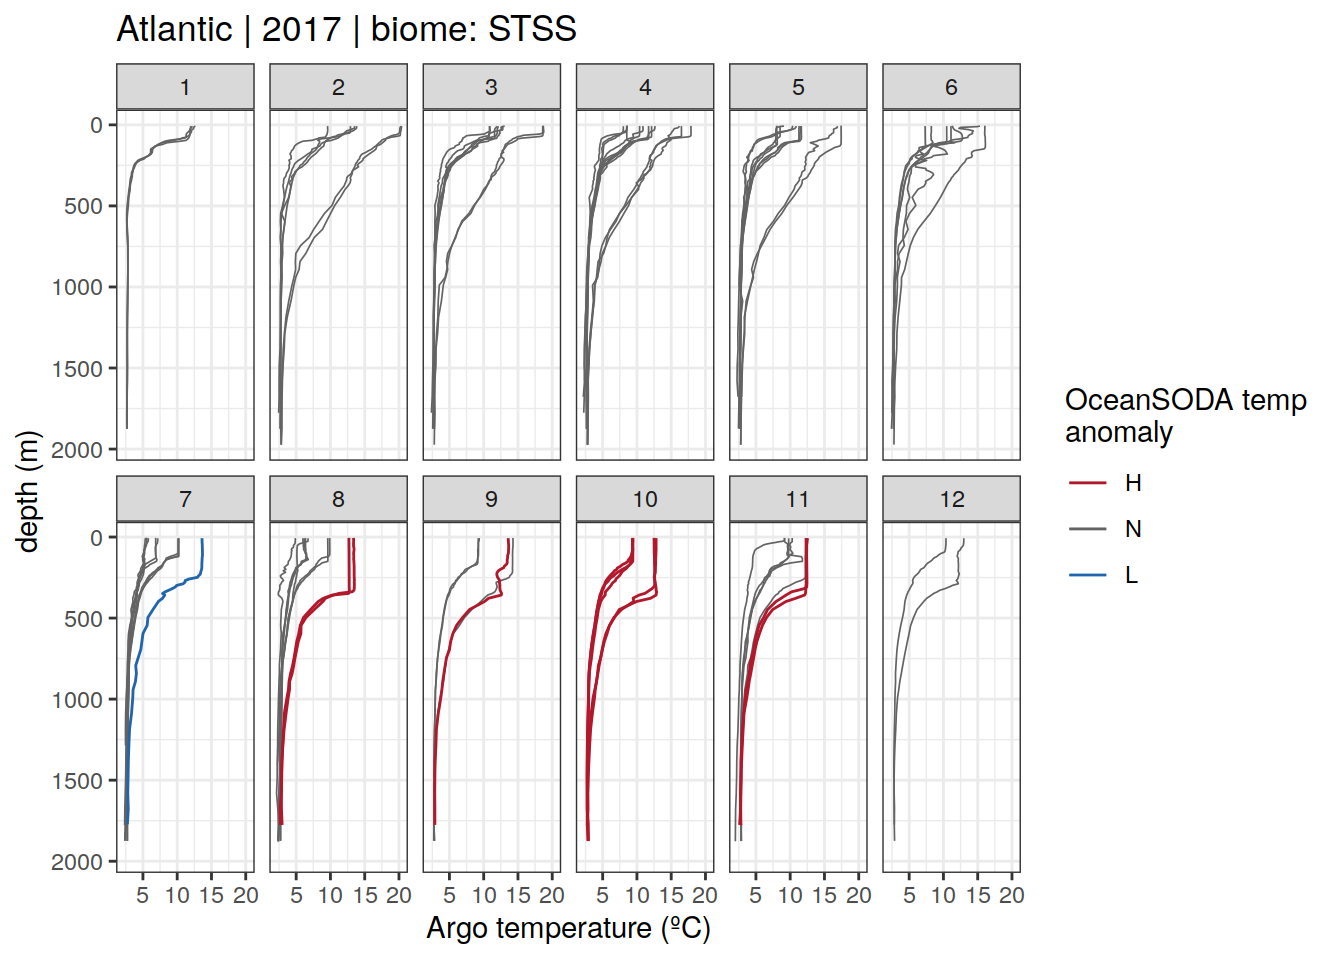 Atlantic | 2017 | biome: STSS
1 2 3 4 5 6
0
500
1000
1500
2000
7 8 9 10 11 12
0
500
1000
1500
2000
5 10 15 20 5 10 15 20 5 10 15 20 5 10 15 20 5 10 15 20 5 10 15 20
Argo temperature (ºC)
depth (m)
OceanSODA temp
anomaly
H
N
L